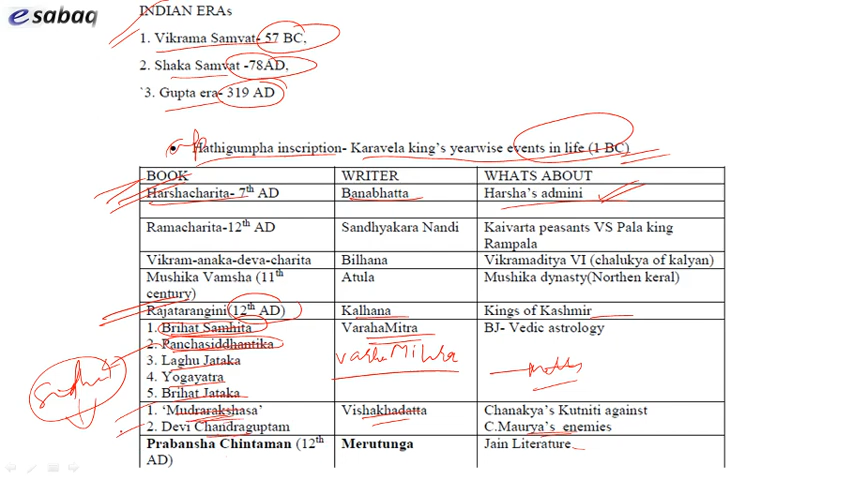 esabaq
INDIAN ERAs
1. Vikrama Samvat- 57 BC,
2. Shaka Samvat -78AD,
`3. Gupta era- 319 AD
Hathigumpha inscription- Karavela king's yearwise events in life (1 BC)
BOOK WRITER WHATS ABOUT
Harshacharita- 7th AD Banabhatta Harsha's admini
Ramacharita-12th AD Sandhyakara Nandi Kaivarta peasants VS Pala king
Rampala
Vikram-anaka-deva-charita Bilhana Vikramaditya VI (chalukya of kalyan)
Mushika Vamsha (11th Atula Mushika dynasty(Northen keral)
century)
Rajatarangini(12th AD) Kalhana Kings of Kashmir
1. Brihat Samhita VarahaMitra BJ- Vedic astrology
2. Panchasiddhantika
3. Laghu Jataka
4. Yogayatra
5. Brihat Jataka
1. 'Mudrarakshasa' Vishakhadatta Chanakya's Kutniti against
2. Devi Chandraguptam C.Maurya's enemies
Prabansha Chintaman (12th Merutunga Jain Literature
AD)